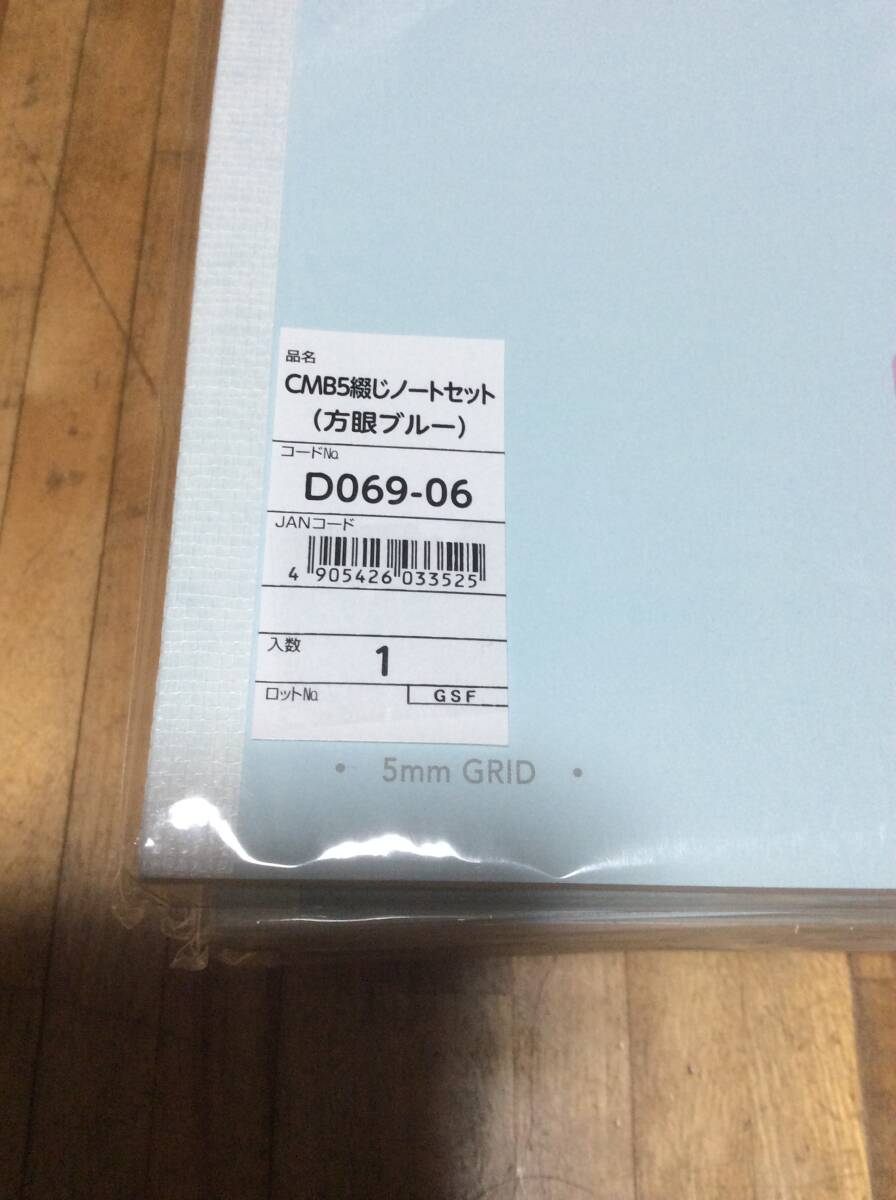 品名
CMB5綴じノートセット
(方眼ブルー)
コードNo.
D069-06
JANコード
4 905426 033525
入数
1
ロットNo. GSF
• 5mm GRID •